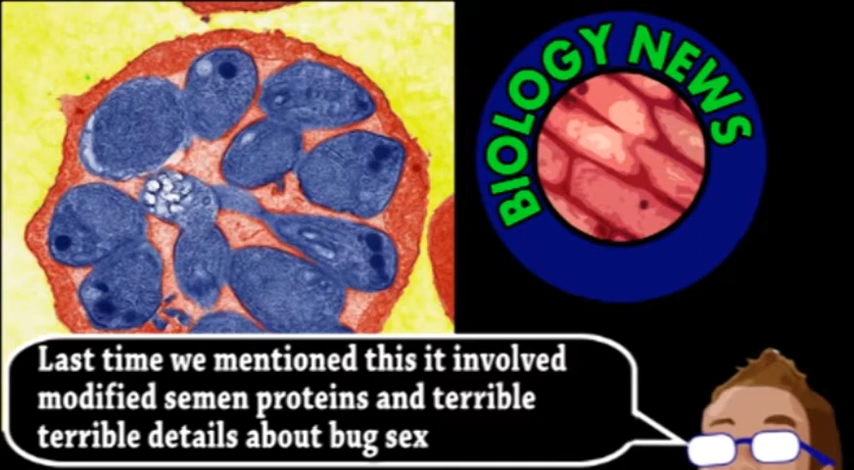 BIOLOGY NEWS
Last time we mentioned this it involved
modified semen proteins and terrible
terrible details about bug sex